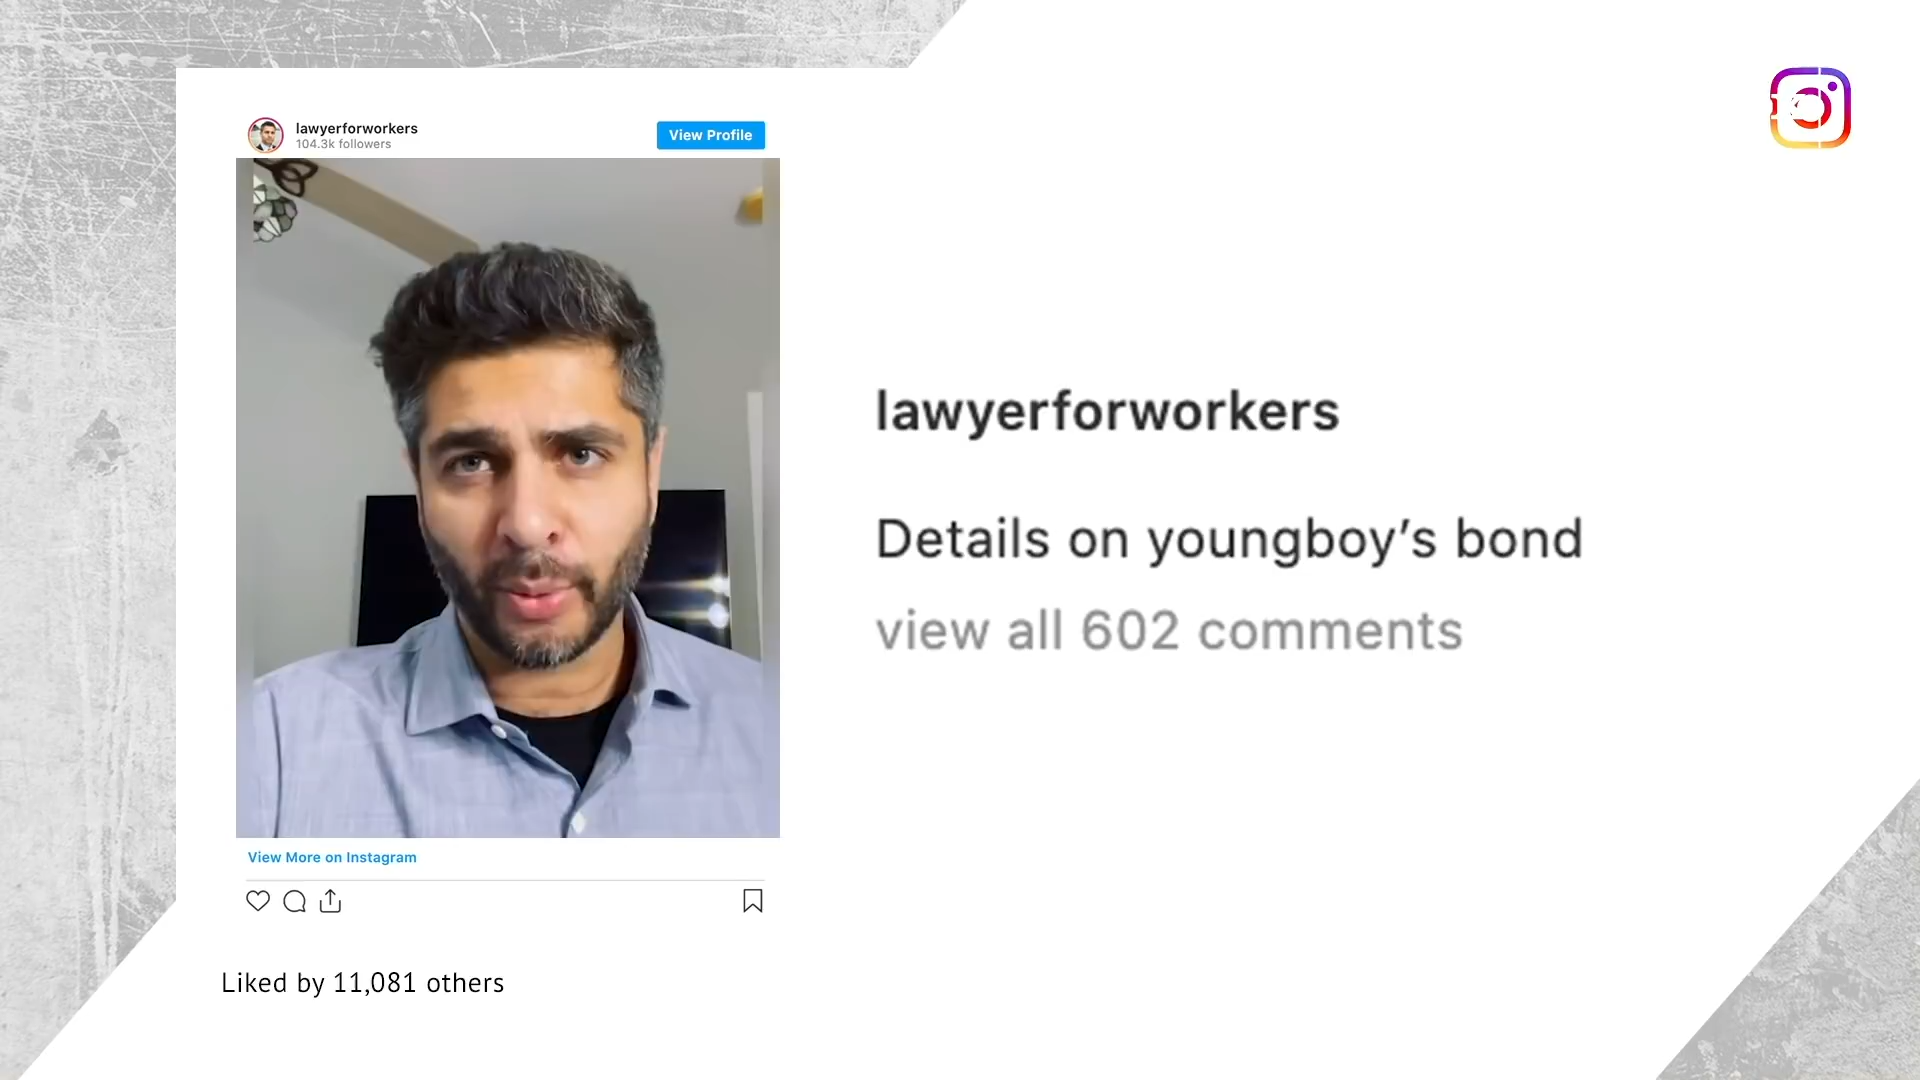 lawyerforworkers
104.3k followers
View Profile
lawyerforworkers
Details on youngboy’s bond
view all 602 comments
View More on Instagram
Liked by 11,081 others